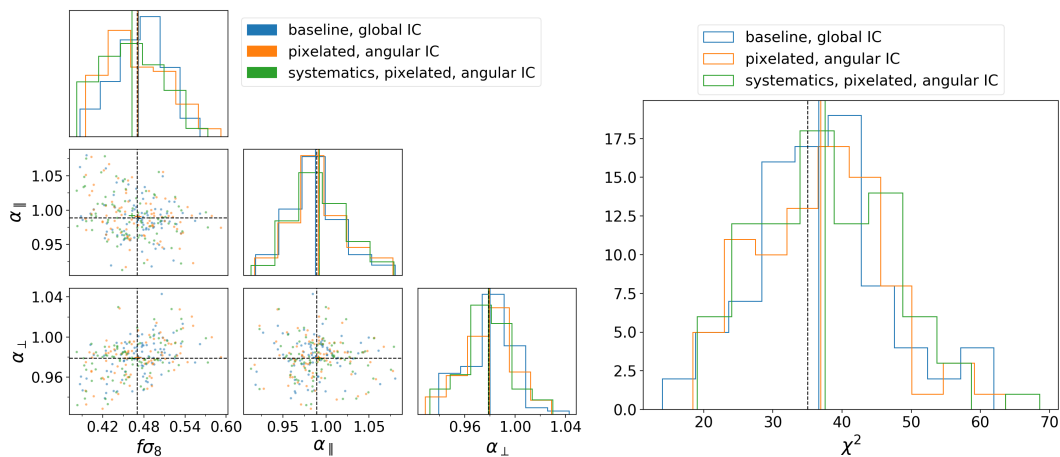 baseline, global IC
pixelated, angular IC
systematics, pixelated, angular IC
α∥
1.05
1.00
0.95
α⊥
1.04
1.00
0.96
0.42 0.48 0.54 0.60
0.95 1.00 1.05
0.96 1.00 1.04
fσ8
α∥
α⊥
baseline, global IC
pixelated, angular IC
systematics, pixelated, angular IC
17.5
15.0
12.5
10.0
7.5
5.0
2.5
0.0
20 30 40 50 60 70
χ²